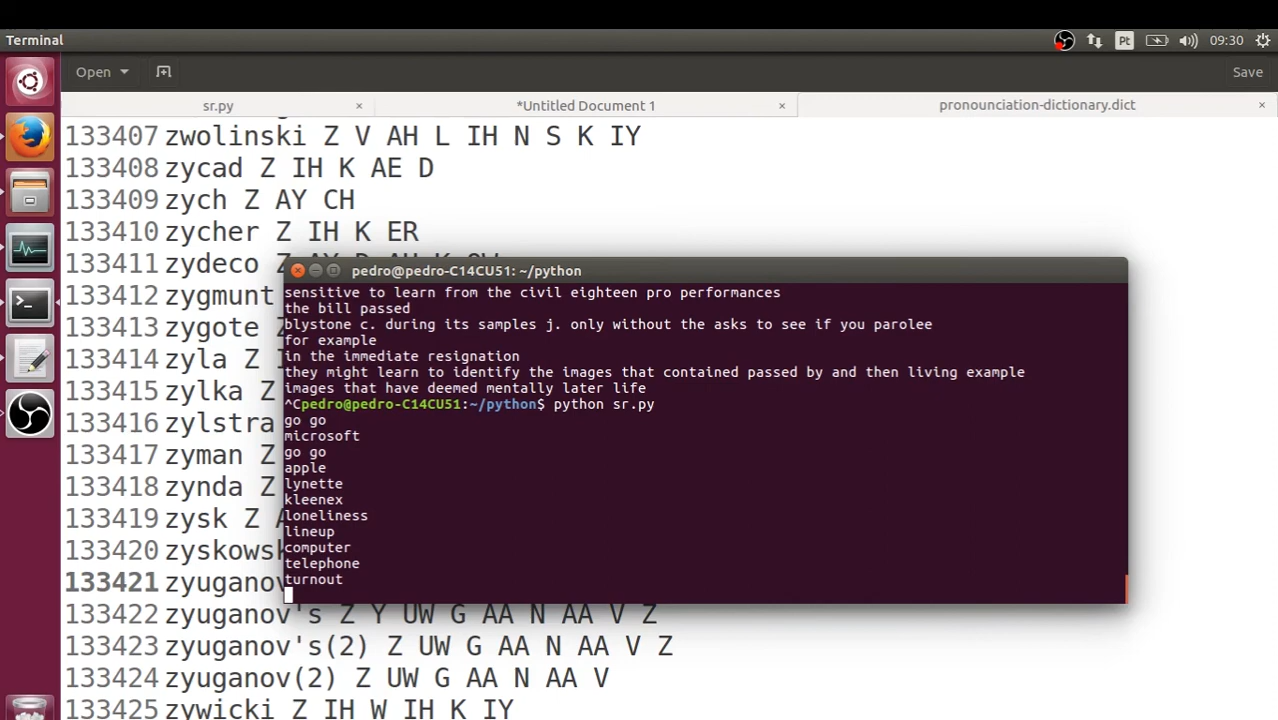 Terminal
Pt
09:30
Open
Save
sr.py ×
*Untitled Document 1 ×
pronounciation-dictionary.dict ×
133407 zwolinski Z V AH L IH N S K IY
133408 zycad Z IH K AE D
133409 zych Z AY CH
133410 zycher Z IH K ER
133411 zydeco Z AY D AH K OW
133412 zygmunt
133413 zygote Z
133414 zyla Z
133415 zylka Z
133416 zylstra
133417 zyman Z
133418 zynda Z
133419 zysk Z
133420 zyskowsk
133421 zyuganov
133422 zyuganov's Z Y UW G AA N AA V Z
133423 zyuganov's(2) Z UW G AA N AA V Z
133424 zyuganov(2) Z UW G AA N AA V
133425 zywicki Z IH W IH K IY
pedro@pedro-C14CU51: ~/python
sensitive to learn from the civil eighteen pro performances
the bill passed
blystone c. during its samples j. only without the asks to see if you parolee
for example
in the immediate resignation
they might learn to identify the images that contained passed by and then living example
images that have deemed mentally later life
^Cpedro@pedro-C14CU51:~/python$ python sr.py
go go
microsoft
go go
apple
lynette
kleenex
loneliness
lineup
computer
telephone
turnout